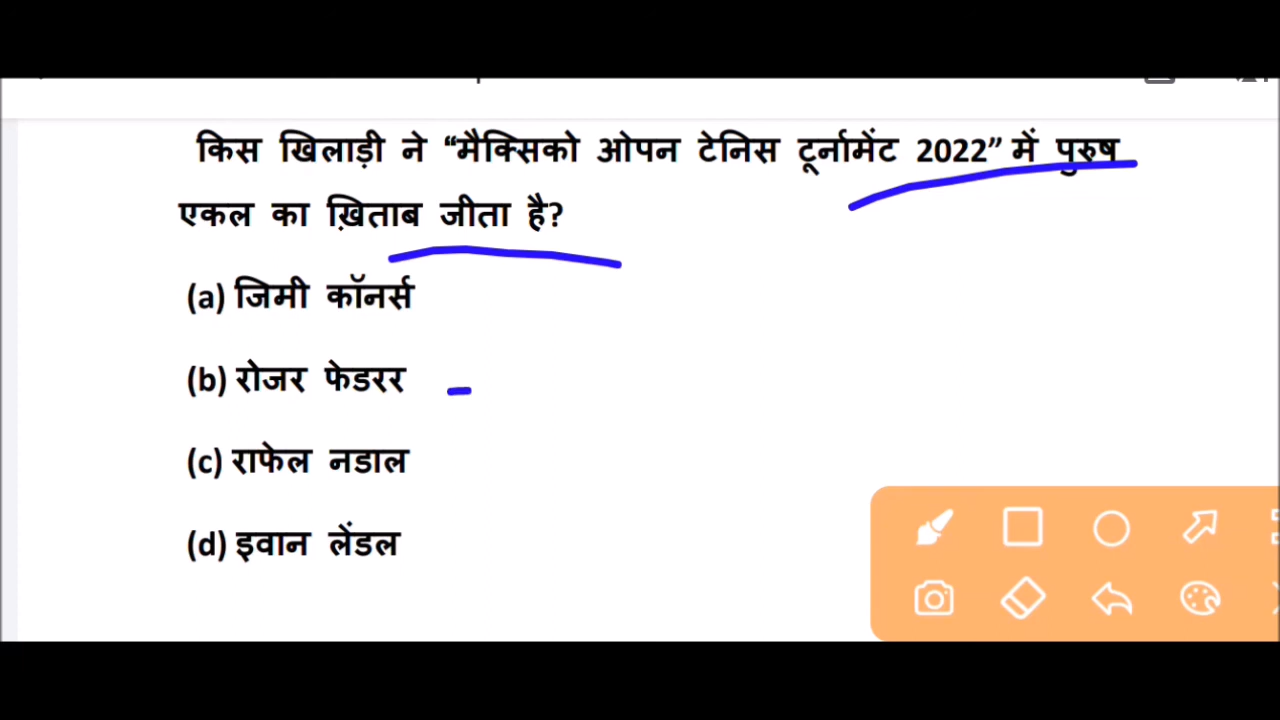 किस खिलाड़ी ने “मैक्सिको ओपन टेनिस टूर्नामेंट 2022” में पुरुष
एकल का ख़िताब जीता है?
(a) जिमी कॉनर्स
(b) रोजर फेडरर
(c) राफेल नडाल
(d) इवान लेंडल